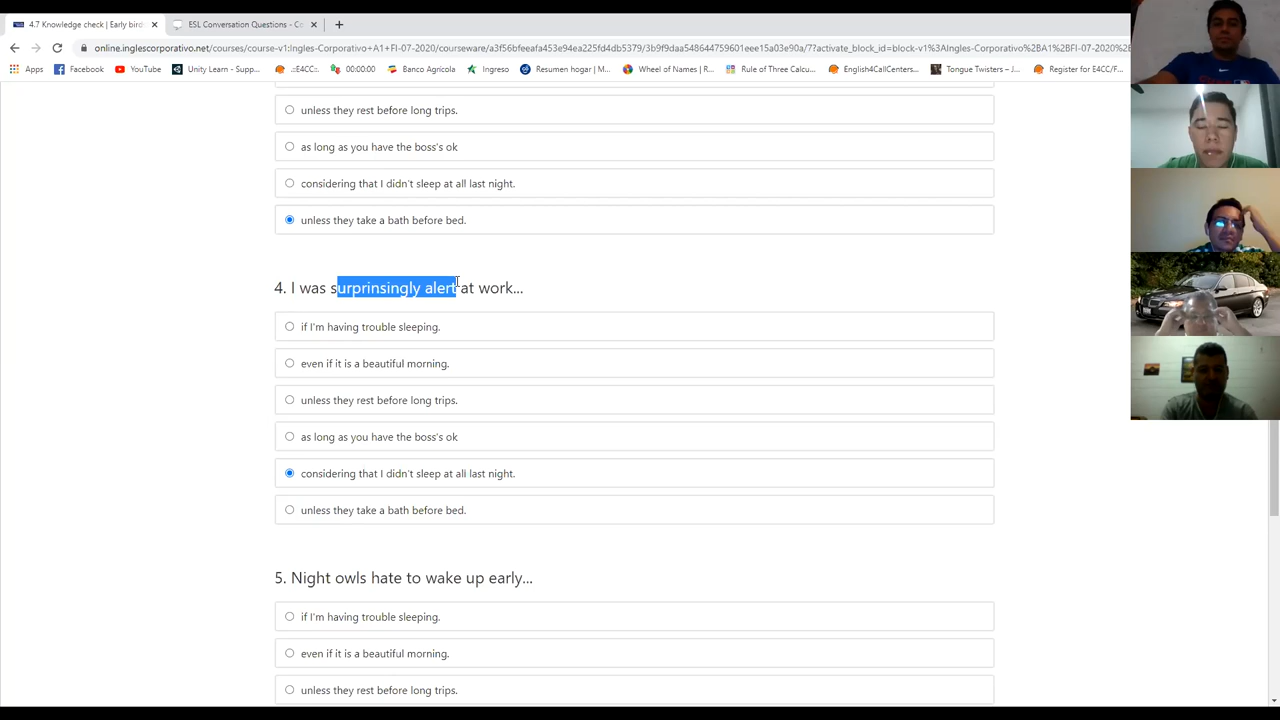 4.7 Knowledge check | Early bird
ESL Conversation Questions - Co
online.inglescorporativo.net/courses/course-v1:Ingles-Corporativo+A1+FI-07-2020/courseware/a3f56bfeeafa453e94ea225fd4db5379/3b9f9daa548644759601eee15a03e90a/7?activate_block_id=block-v1%3AIngles-Corporativo%2BA1%2BFI-07-2020%2B
Apps Facebook YouTube Unity Learn - Supp... .::E4CC::. 00:00:00 Banco Agrícola Ingreso Resumen hogar | M... Wheel of Names | R... Rule of Three Calcu... English4CallCenters... Tongue Twisters – J... Register for E4CC/F...
unless they rest before long trips.
as long as you have the boss's ok
considering that I didn't sleep at all last night.
unless they take a bath before bed.
4. I was surprinsingly alert at work...
if I'm having trouble sleeping.
even if it is a beautiful morning.
unless they rest before long trips.
as long as you have the boss's ok
considering that I didn't sleep at all last night.
unless they take a bath before bed.
5. Night owls hate to wake up early...
if I'm having trouble sleeping.
even if it is a beautiful morning.
unless they rest before long trips.